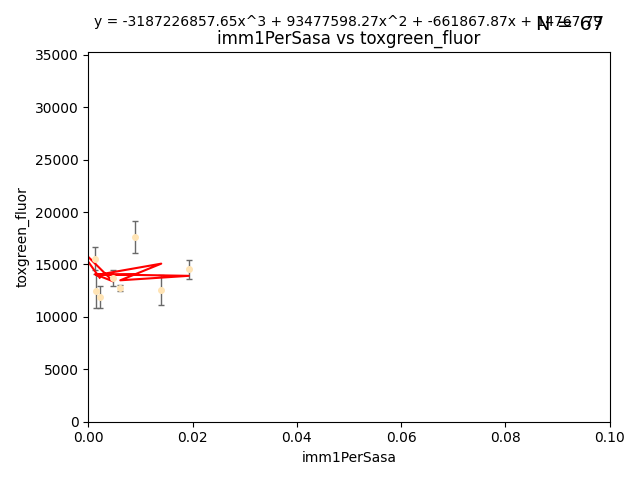 y = -3187226857.65x^3 + 93477598.27x^2 + -661867.87x + 14767.79
N = 67
imm1PerSasa vs toxgreen_fluor
35000
30000
25000
20000
15000
10000
5000
0
toxgreen_fluor
0.00 0.02 0.04 0.06 0.08 0.10
imm1PerSasa